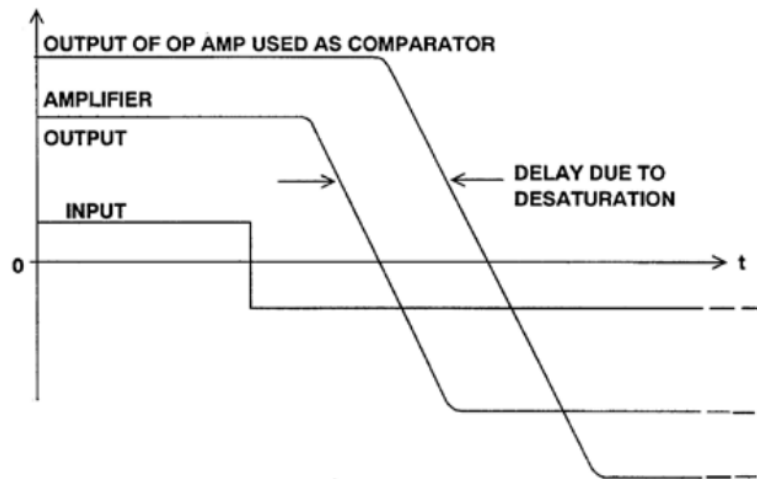 OUTPUT OF OP AMP USED AS COMPARATOR
AMPLIFIER
OUTPUT
DELAY DUE TO
DESATURATION
INPUT
0
t